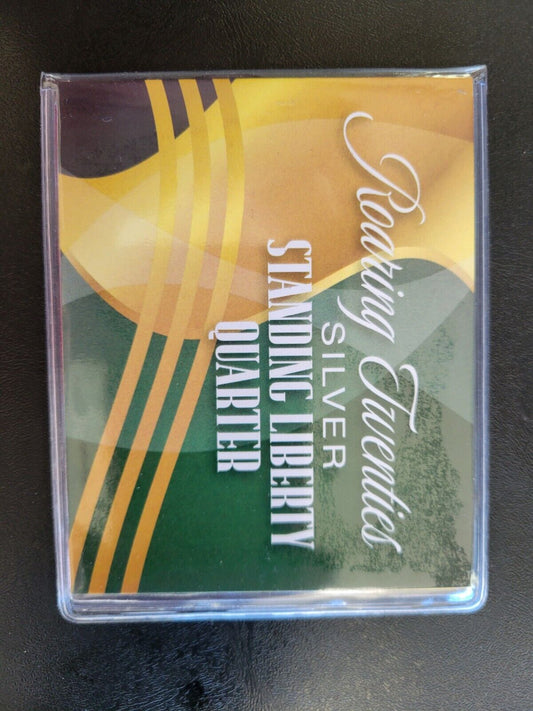 Roaring Twenties
SILVER
STANDING LIBERTY
QUARTER